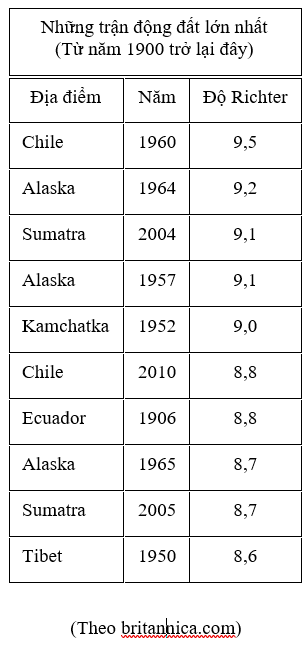 Những trận động đất lớn nhất
(Từ năm 1900 trở lại đây)
Địa điểm Năm Độ Richter
Chile 1960 9,5
Alaska 1964 9,2
Sumatra 2004 9,1
Alaska 1957 9,1
Kamchatka 1952 9,0
Chile 2010 8,8
Ecuador 1906 8,8
Alaska 1965 8,7
Sumatra 2005 8,7
Tibet 1950 8,6
(Theo britannica.com)